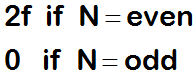 2f if N = even
0 if N = odd